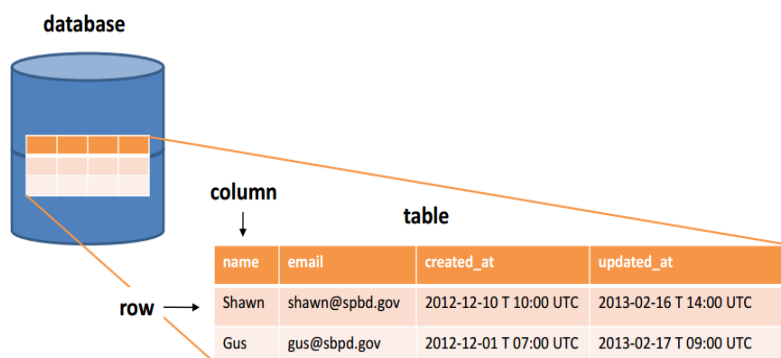 database
column
table
name email created_at updated_at
row
Shawn shawn@spbd.gov 2012-12-10 T 10:00 UTC 2013-02-16 T 14:00 UTC
Gus gus@sbpd.gov 2012-12-01 T 07:00 UTC 2013-02-17 T 09:00 UTC